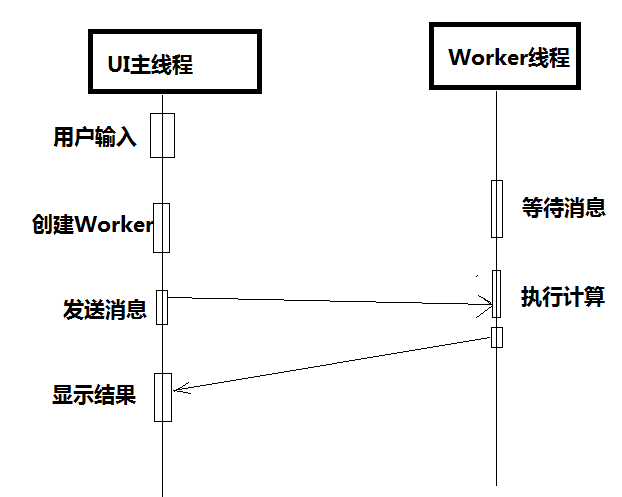 UI主线程
Worker线程
用户输入
等待消息
创建Worker
执行计算
发送消息
显示结果